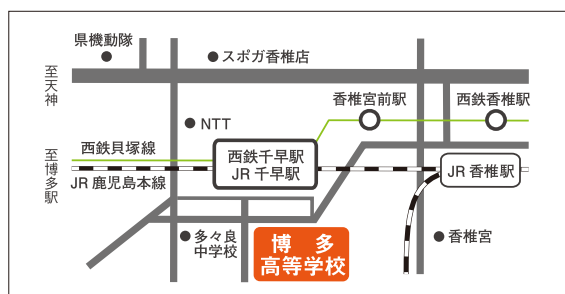 県機動隊
スポガ香椎店
至天神
香椎宮前駅
西鉄香椎駅
NTT
西鉄貝塚線
西鉄千早駅
JR 千早駅
至博多駅
JR 鹿児島本線
JR 香椎駅
多々良
中学校
博多
高等学校
香椎宮